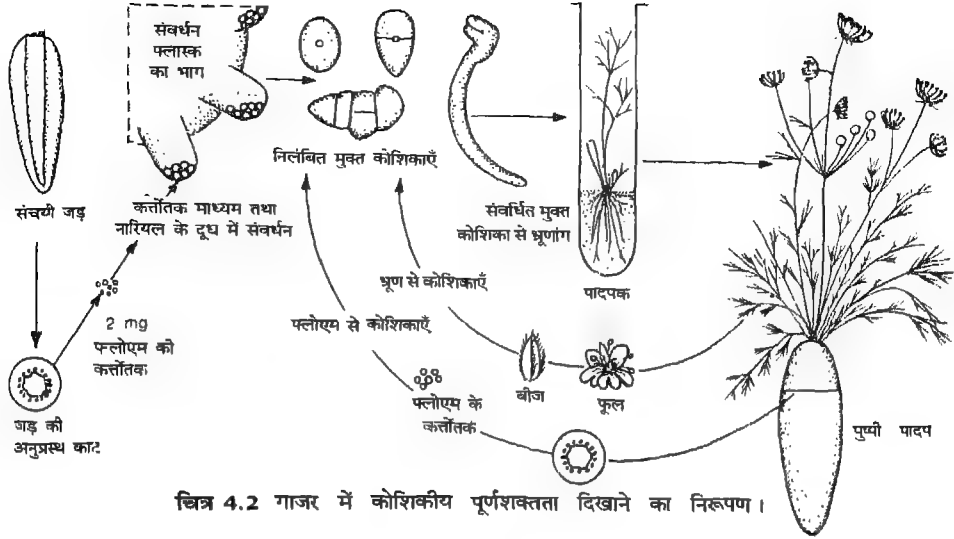 संवर्धन
फ्लास्क
का भाग
निलंबित मुक्त कोशिकाएँ
संचयी जड़
कर्त्तोतक माध्यम तथा
नारियल के दूध में संवर्धन
संवर्धित मुक्त
कोशिका से भ्रूणांग
पादपक
भ्रूण से कोशिकाएँ
फ्लोएम से कोशिकाएँ
2 mg
फ्लोएम की
कर्त्तोतक
बीज
फूल
फ्लोएम के
कर्त्तोतक
जड़ की
अनुप्रस्थ काट
पुष्पी पादप
चित्र 4.2 गाजर में कोशिकीय पूर्णशक्तता दिखाने का निरूपण।